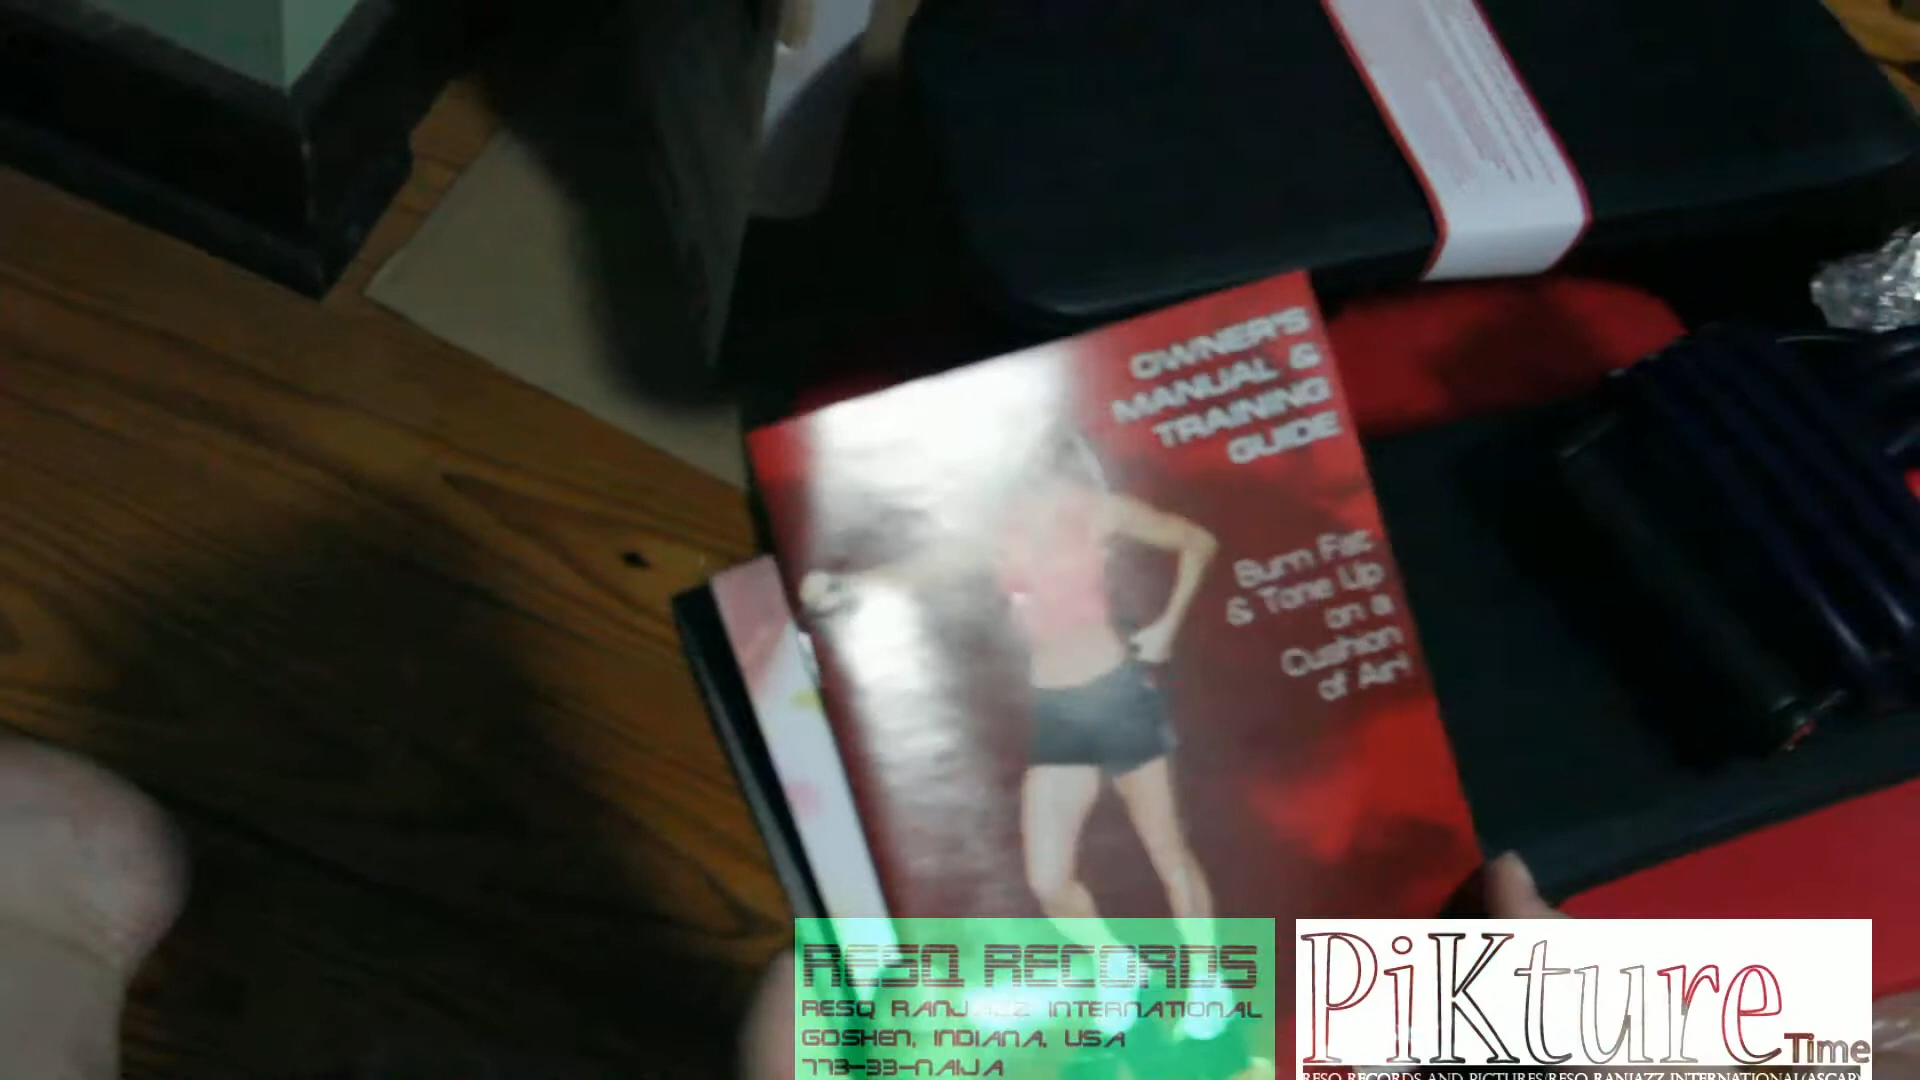 OWNER'S
MANUAL &
TRAINING
GUIDE
Burn Fat
& Tone Up
on a
Cushion
of Air!
RESQ RECORDS
RESQ RANJAZZ INTERNATIONAL
GOSHEN, INDIANA, USA
773-33-NAIJA
PiKture Time
RESQ RECORDS AND PICTURES/RESQ RANJAZZ INTERNATIONAL(ASCAP)